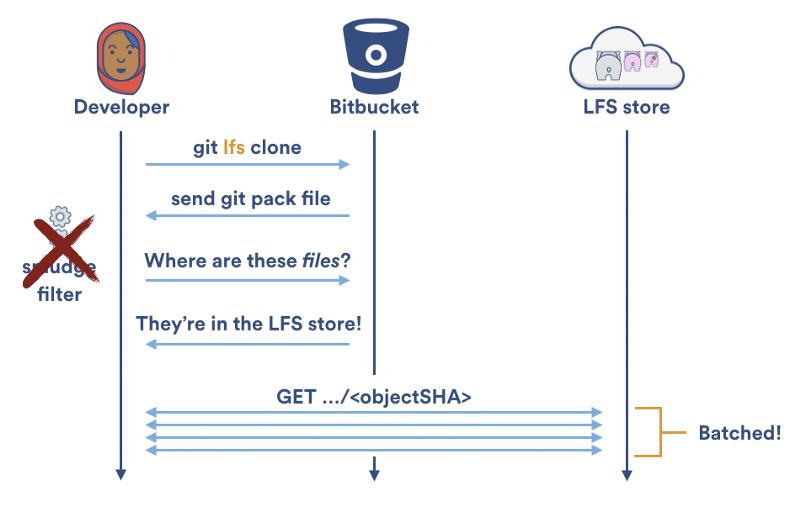 Developer
Bitbucket
LFS store
git lfs clone
send git pack file
smudge
filter
Where are these files?
They're in the LFS store!
GET .../<objectSHA>
Batched!